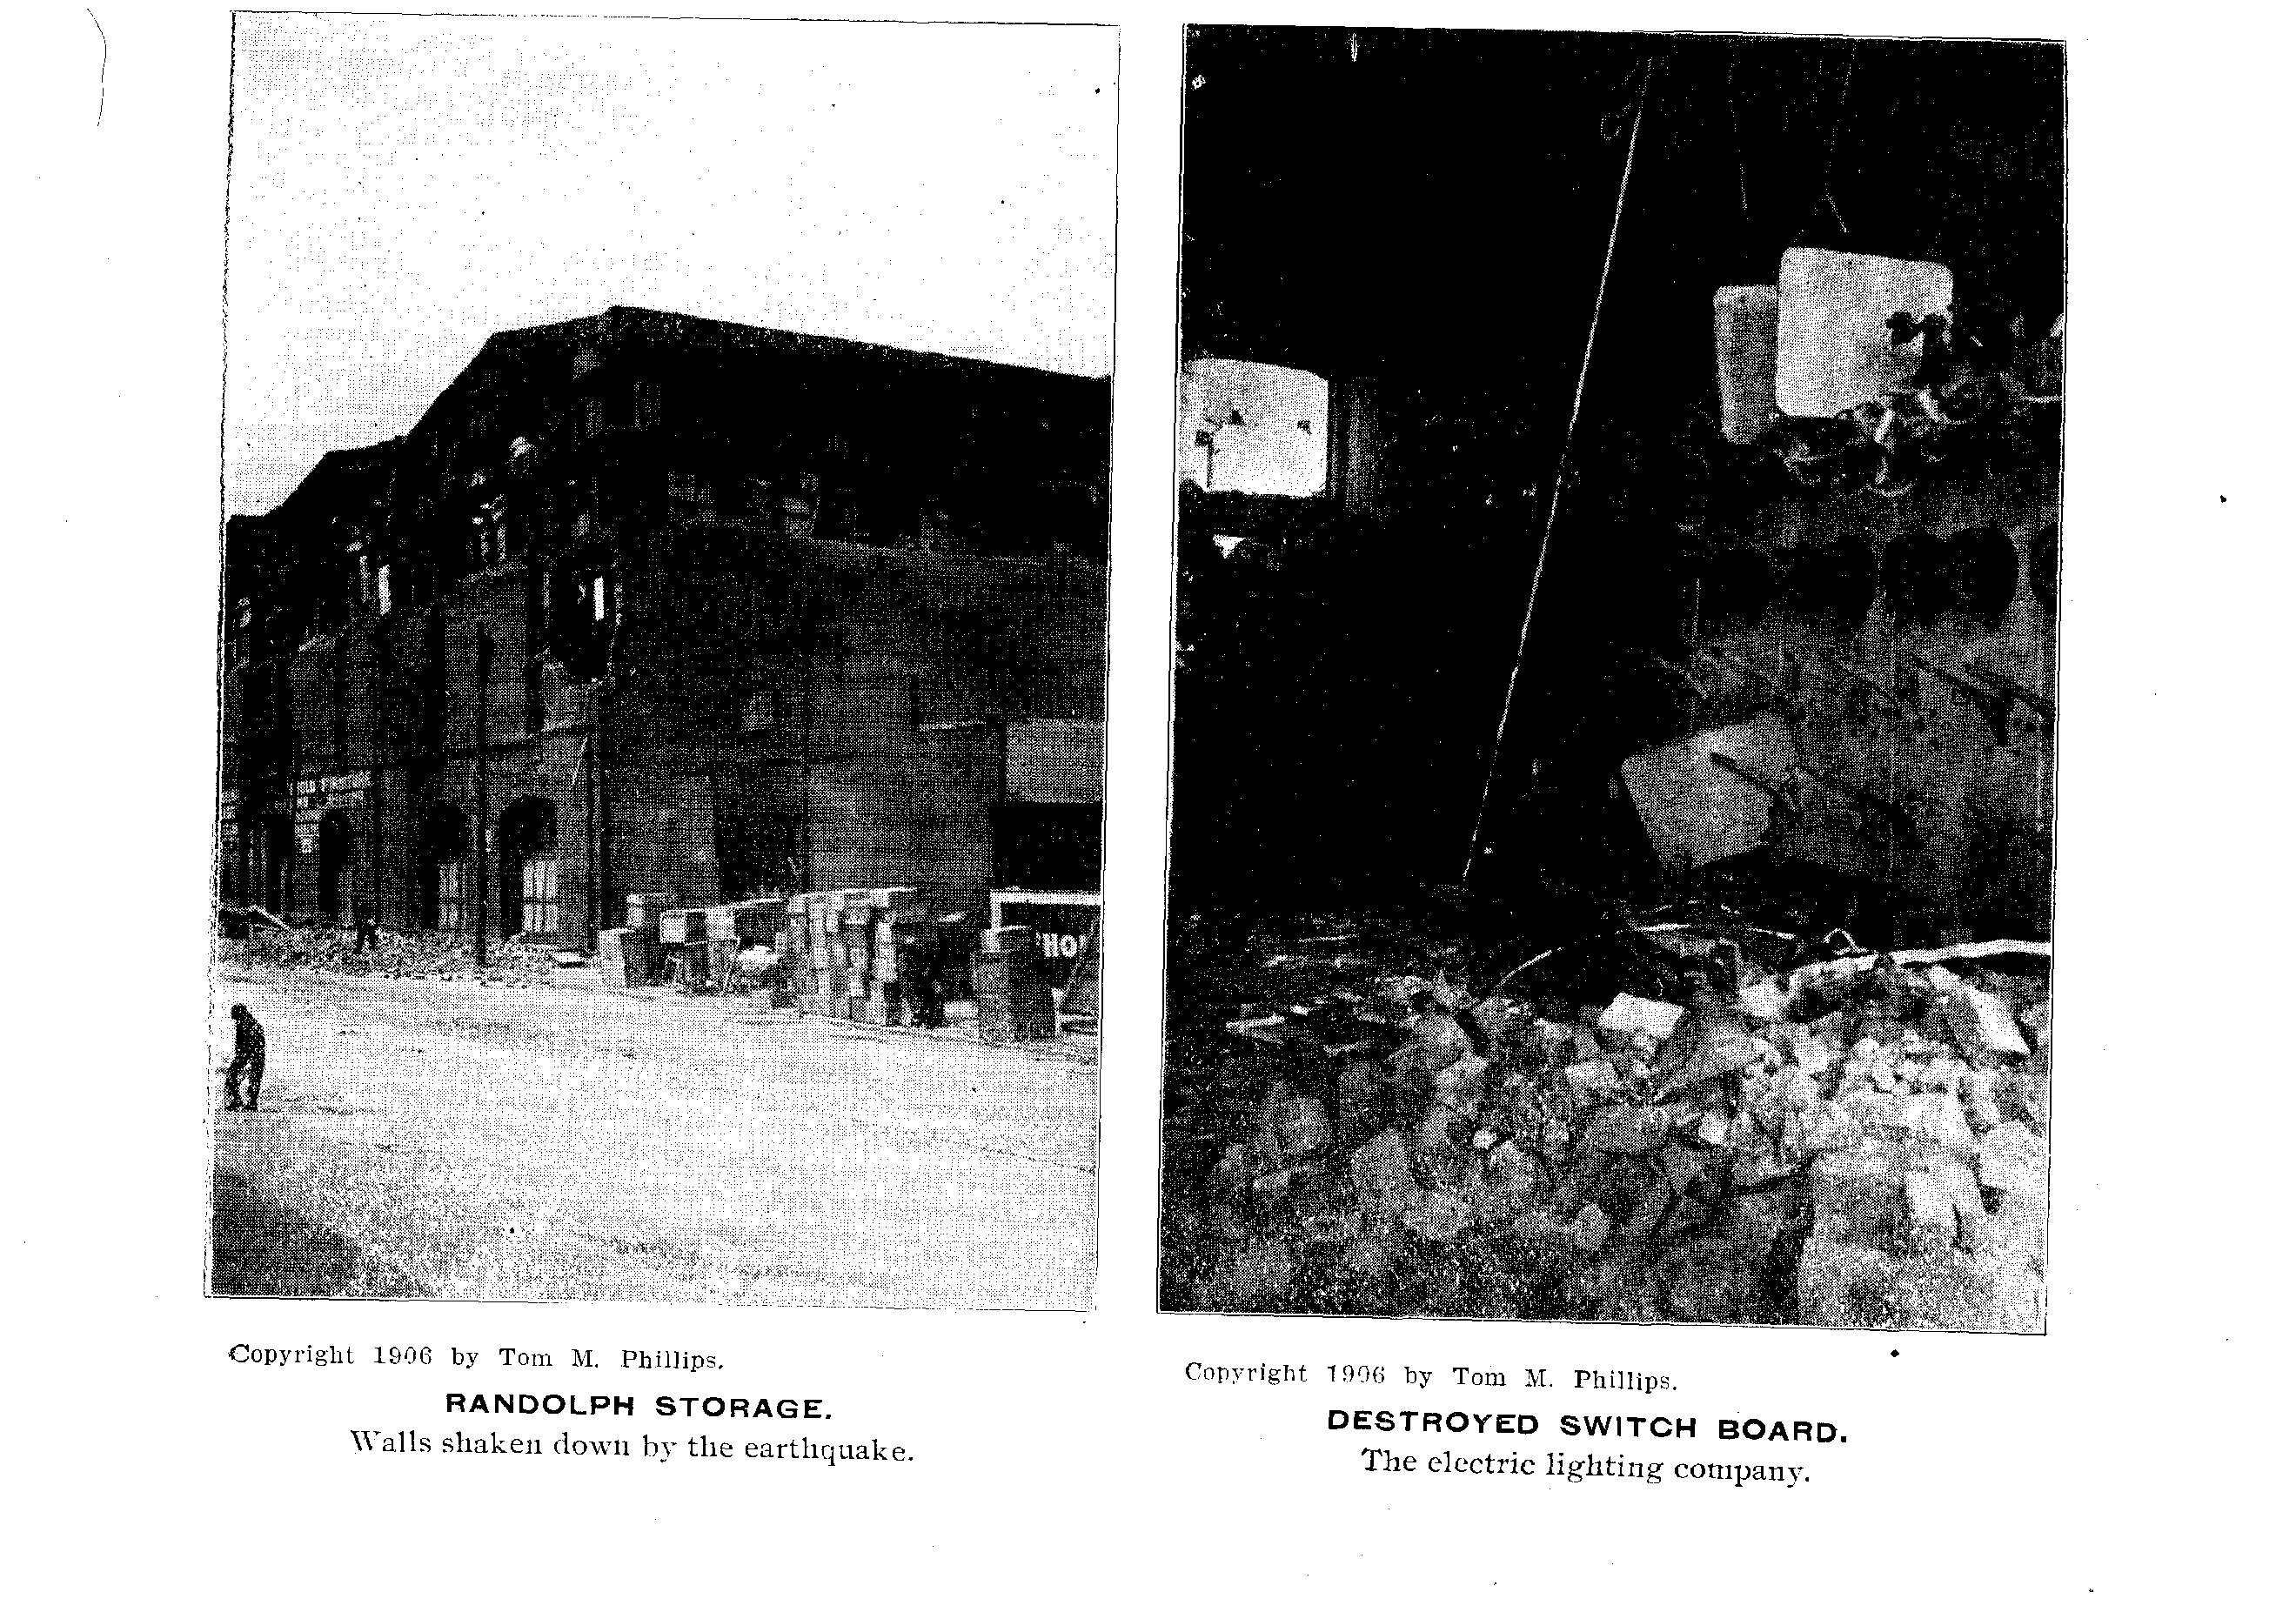 Copyright 1906 by Tom M. Phillips.
RANDOLPH STORAGE.
Walls shaken down by the earthquake.
Copyright 1906 by Tom M. Phillips.
DESTROYED SWITCH BOARD.
The electric lighting company.